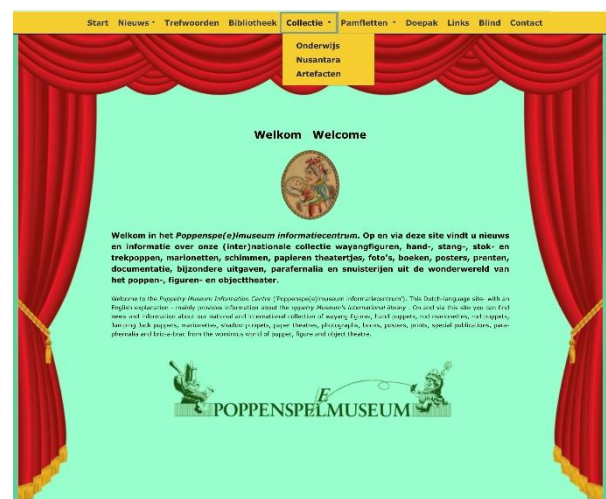 Start Nieuws Trefwoorden Bibliotheek Collectie Pamfletten Doepak Links Blind Contact
Onderwijs
Nusantara
Artefacten
Welkom Welcome
Welkom in het Poppenspe(e)lmuseum informatiecentrum. Op en via deze site vindt u nieuws
en informatie over onze (inter)nationale collectie wayangfiguren, hand-, stang-, stok- en
trekpoppen, marionetten, schimmen, papieren theatertjes, foto's, boeken, posters, prenten,
documentatie, bijzondere uitgaven, parafernalia en snuisterijen uit de wonderwereld van
het poppen-, figuren- en objecttheater.
Welcome to the Puppetry Museum Information Centre ('Poppenspe(e)lmuseum informatiecentrum'). This Dutch-language site- with an
English explanation - mainly provides information about the uppetry Museum's international library . On and via this site you can find
news and information about our national and international collection of wayang figures, hand puppets, rod marionettes, rod puppets,
jumping jack puppets, marionettes, shadow puppets, paper theatres, photographs, books, posters, prints, special publications, para-
phernalia and bric-a-brac from the wondrous world of puppet, figure and object theatre.
E
POPPENSPELMUSEUM